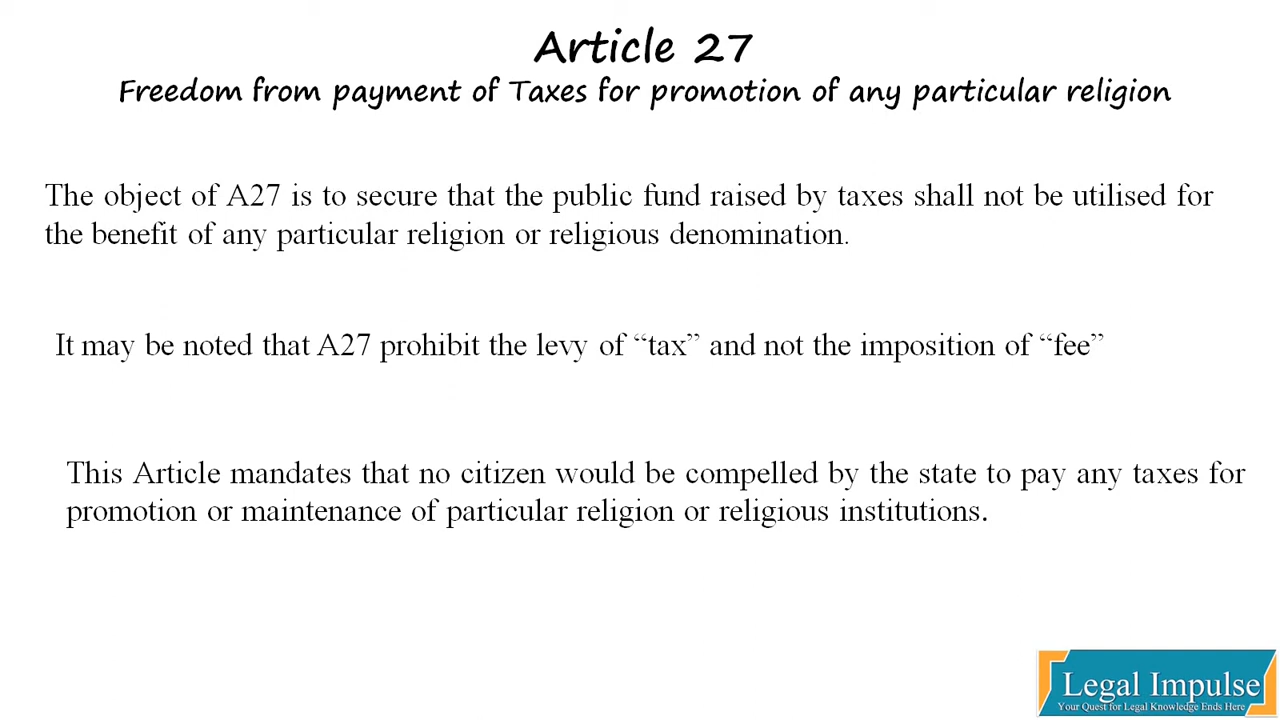 Article 27
Freedom from payment of Taxes for promotion of any particular religion
The object of A27 is to secure that the public fund raised by taxes shall not be utilised for
the benefit of any particular religion or religious denomination.
It may be noted that A27 prohibit the levy of “tax” and not the imposition of “fee”
This Article mandates that no citizen would be compelled by the state to pay any taxes for
promotion or maintenance of particular religion or religious institutions.
Legal Impulse
Your Quest for Legal Knowledge Ends Here